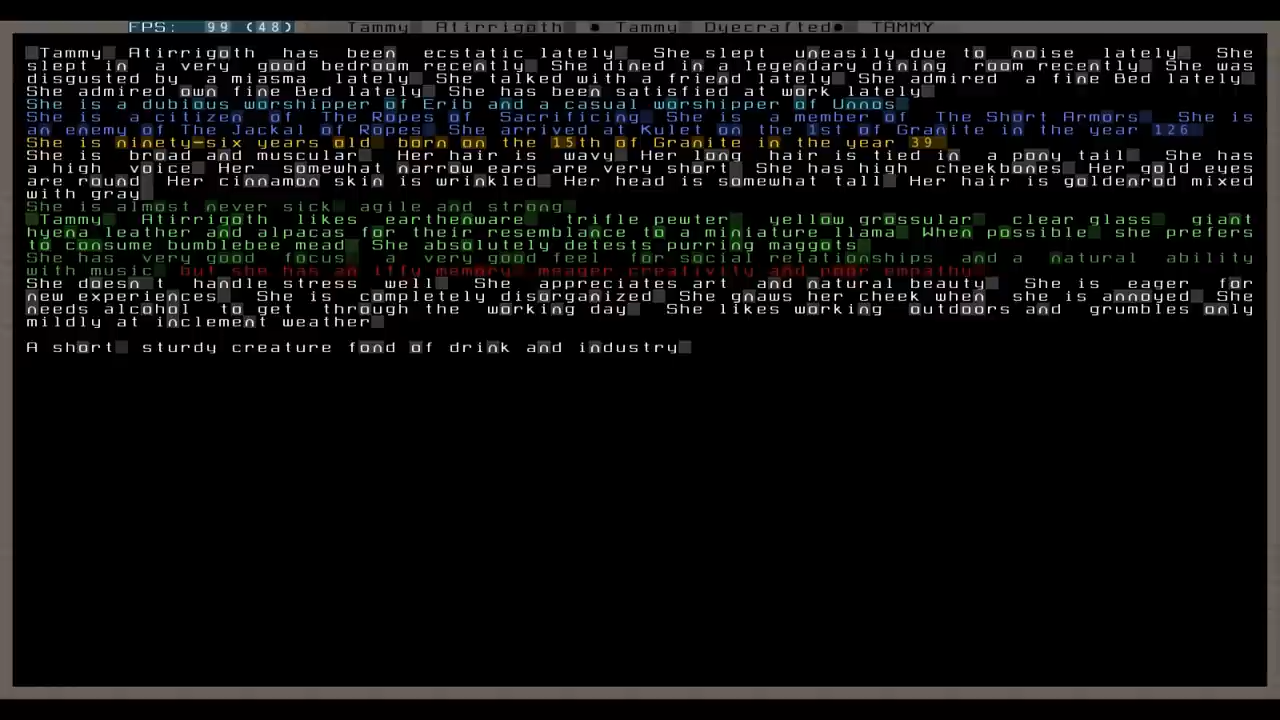 FPS: 99 (48) Tammy Atirrigoth ● Tammy Dyecrafted● TAMMY
Tammy Atirrigoth has been ecstatic lately She slept uneasily due to noise lately She
slept in a very good bedroom recently She dined in a legendary dining room recently She was
disgusted by a miasma lately She talked with a friend lately She admired a fine Bed lately
She admired own fine Bed lately She has been satisfied at work lately
She is a dubious worshipper of Erib and a casual worshipper of Unnos
She is a citizen of The Ropes of Sacrificing She is a member of The Short Armors She is
an enemy of The Jackal of Ropes She arrived at Kulet on the 1st of Granite in the year 126
She is ninety-six years old born on the 15th of Granite in the year 39
She is broad and muscular Her hair is wavy Her long hair is tied in a pony tail She has
a high voice Her somewhat narrow ears are very short She has high cheekbones Her gold eyes
are round Her cinnamon skin is wrinkled Her head is somewhat tall Her hair is goldenrod mixed
with gray
She is almost never sick agile and strong
Tammy Atirrigoth likes earthenware trifle pewter yellow grossular clear glass giant
hyena leather and alpacas for their resemblance to a miniature llama When possible she prefers
to consume bumblebee mead She absolutely detests purring maggots
She has very good focus a very good feel for social relationships and a natural ability
with music but she has an iffy memory meager creativity and poor empathy
She doesn t handle stress well She appreciates art and natural beauty She is eager for
new experiences She is completely disorganized She gnaws her cheek when she is annoyed She
needs alcohol to get through the working day She likes working outdoors and grumbles only
mildly at inclement weather
A short sturdy creature fond of drink and industry